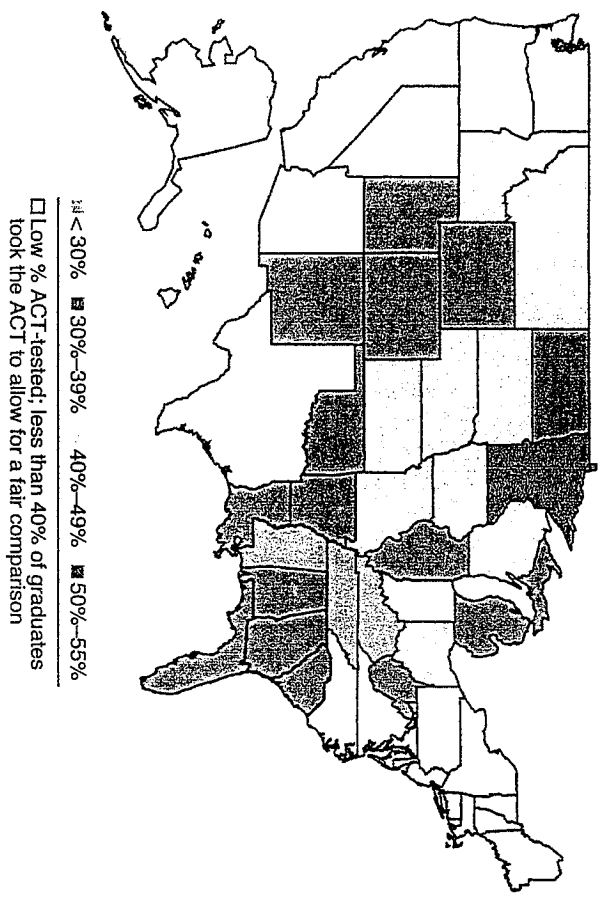 < 30% 30%–39% 40%–49% 50%–55%
Low % ACT-tested; less than 40% of graduates
took the ACT to allow for a fair comparison